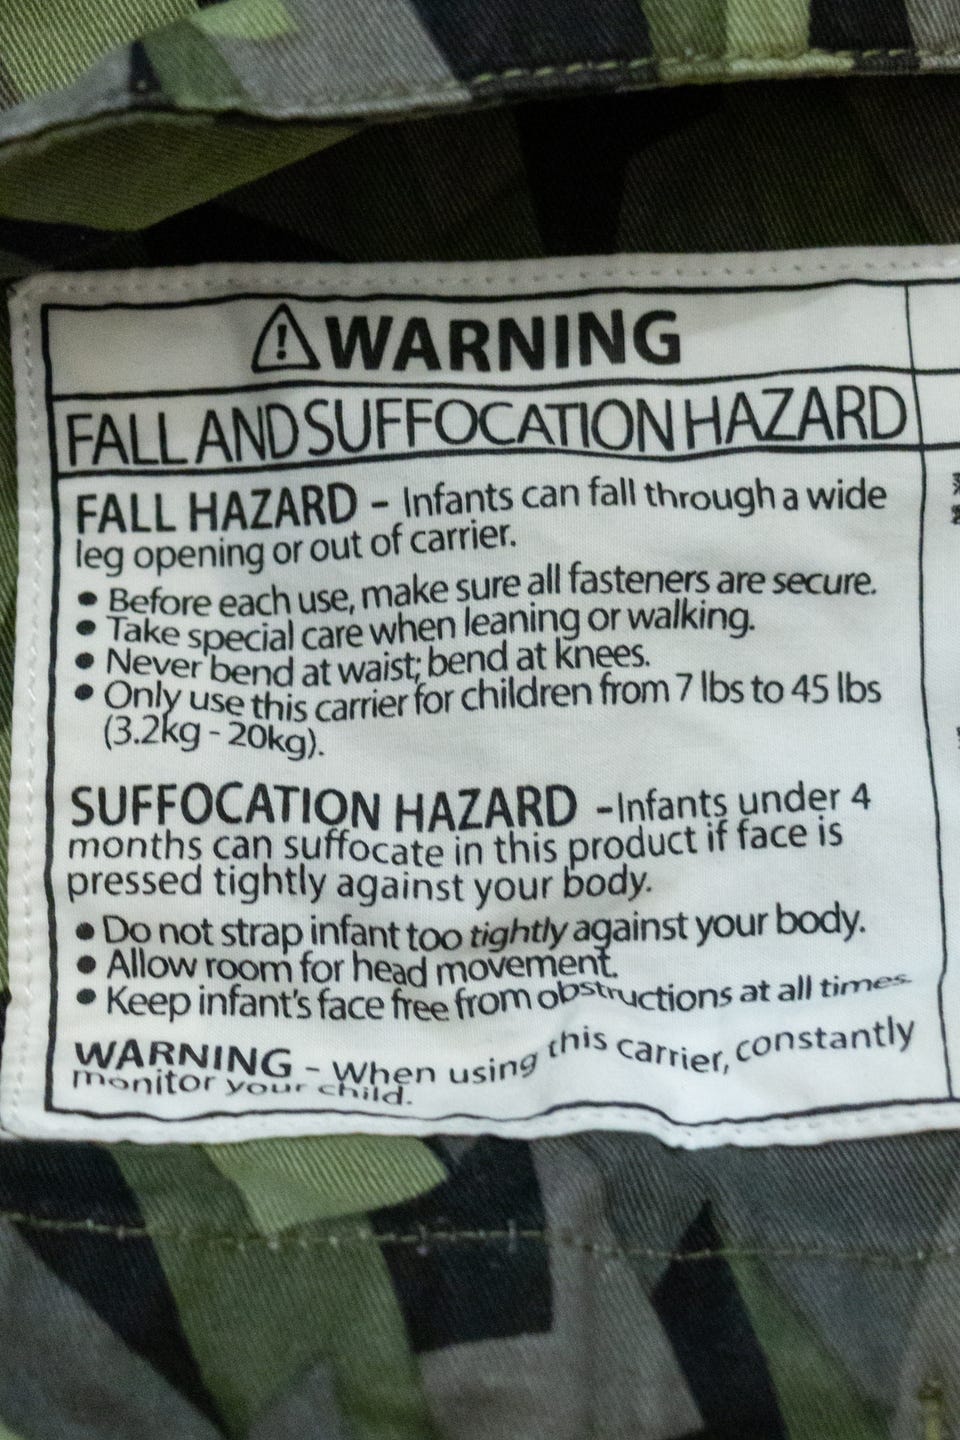 WARNING
FALL AND SUFFOCATION HAZARD
FALL HAZARD – Infants can fall through a wide
leg opening or out of carrier.
• Before each use, make sure all fasteners are secure.
• Take special care when leaning or walking.
• Never bend at waist; bend at knees.
• Only use this carrier for children from 7 lbs to 45 lbs
(3.2kg - 20kg).
SUFFOCATION HAZARD –Infants under 4
months can suffocate in this product if face is
pressed tightly against your body.
• Do not strap infant too tightly against your body.
• Allow room for head movement.
• Keep infant's face free from obstructions at all times.
WARNING – When using this carrier, constantly
monitor your child.